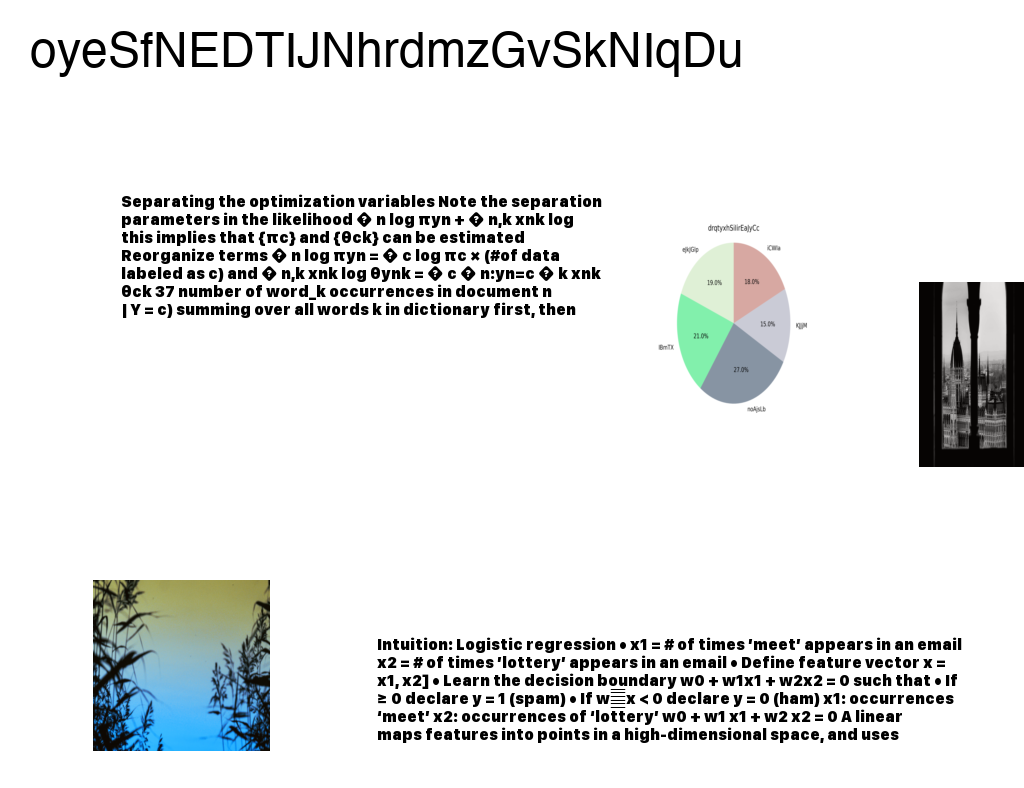 oyeSfNEDTIJNhrdmzGvSkNIqDu
Separating the optimization variables Note the separation
parameters in the likelihood � n log πyn + � n,k xnk log
this implies that {πc} and {θck} can be estimated
Reorganize terms � n log πyn = � c log πc × (#of data
labeled as c) and � n,k xnk log θynk = � c � n:yn=c � k xnk
θck 37 number of word_k occurrences in document n
| Y = c) summing over all words k in dictionary first, then
drqtyxhSiIirEaJyCc
iCWla
18.0%
19.0%
15.0%
21.0%
27.0%
IBmTX
noAjsLb
Intuition: Logistic regression • x1 = # of times ‘meet’ appears in an email
x2 = # of times ‘lottery’ appears in an email • Define feature vector x =
x1, x2] • Learn the decision boundary w0 + w1x1 + w2x2 = 0 such that • If
≥ 0 declare y = 1 (spam) • If w x < 0 declare y = 0 (ham) x1: occurrences
‘meet’ x2: occurrences of ‘lottery’ w0 + w1 x1 + w2 x2 = 0 A linear
maps features into points in a high-dimensional space, and uses